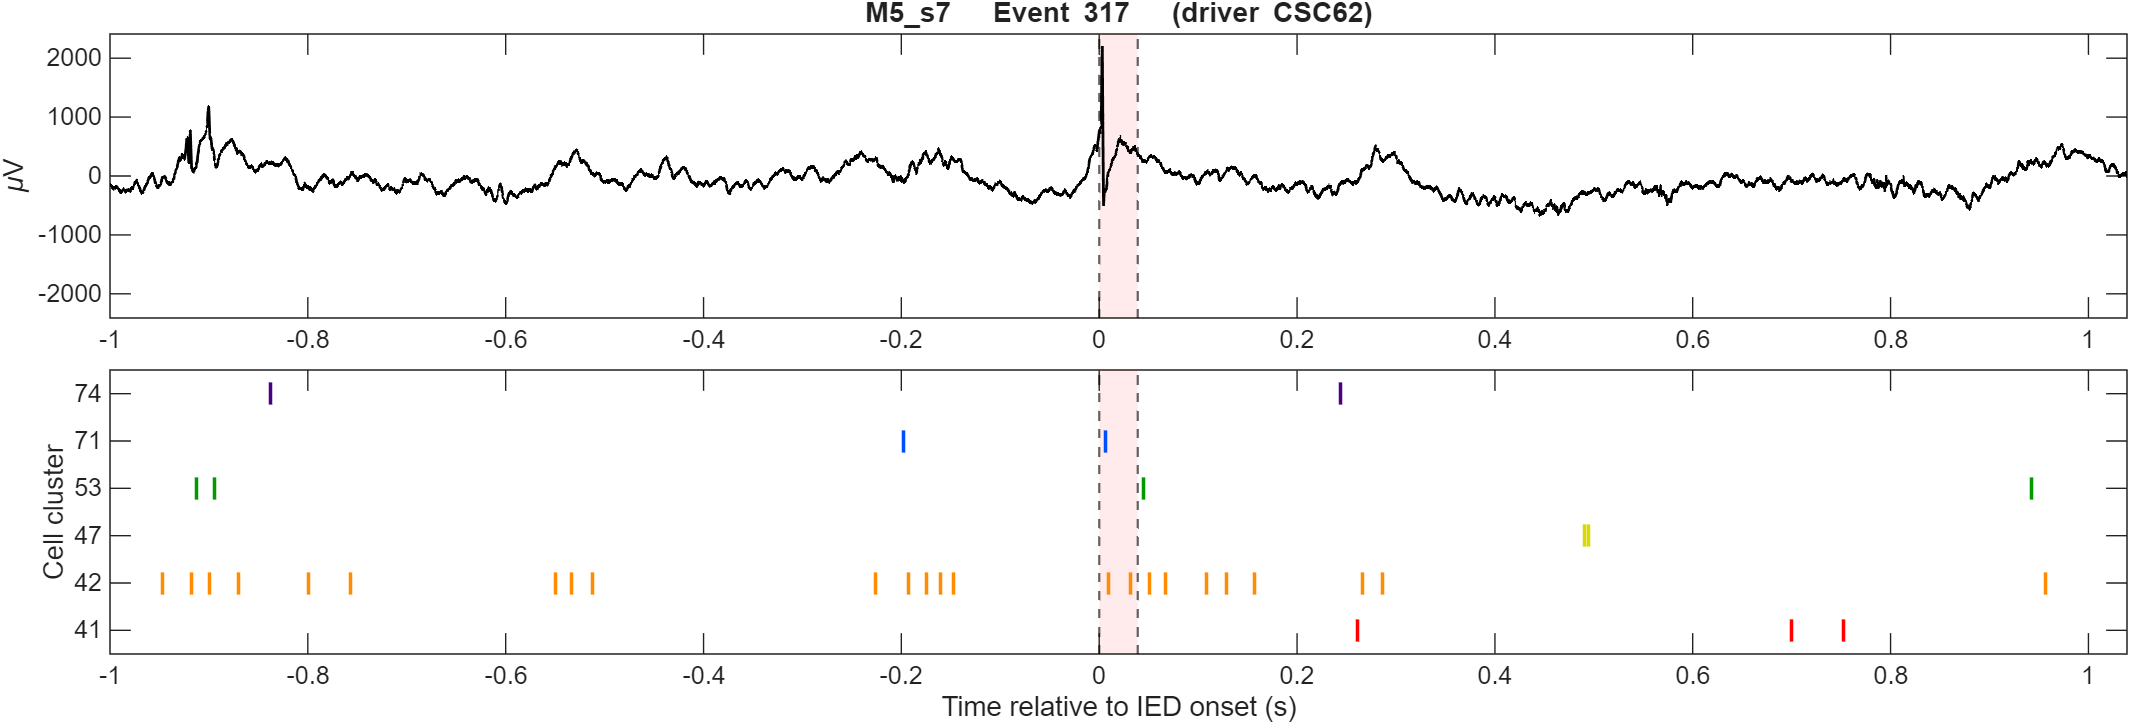 M5_s7 Event 317 (driver CSC62)
2000
1000
0
-1000
-2000
µV
-1 -0.8 -0.6 -0.4 -0.2 0 0.2 0.4 0.6 0.8 1
74
71
53
47
42
41
Cell cluster
-1 -0.8 -0.6 -0.4 -0.2 0 0.2 0.4 0.6 0.8 1
Time relative to IED onset (s)